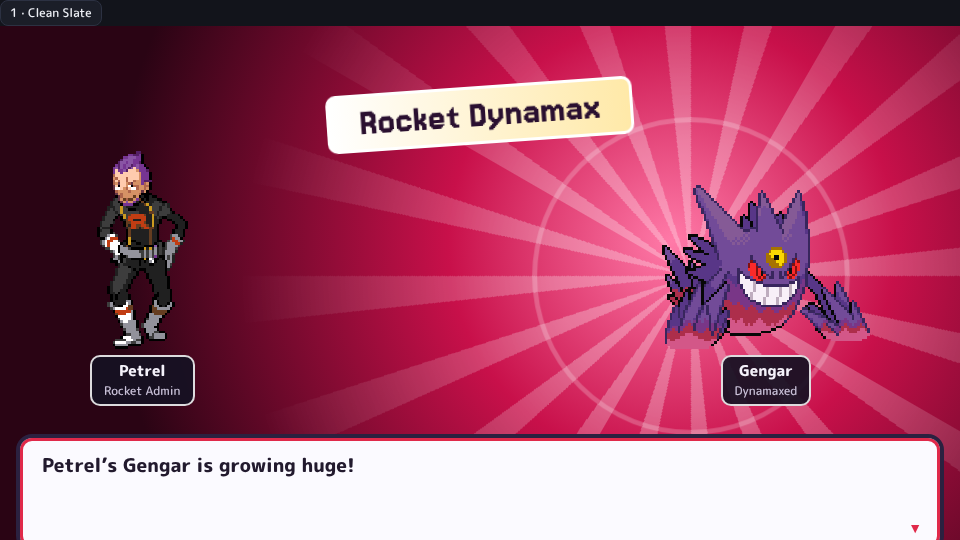 1 · Clean Slate
Rocket Dynamax
Petrel
Rocket Admin
Gengar
Dynamaxed
Petrel’s Gengar is growing huge!